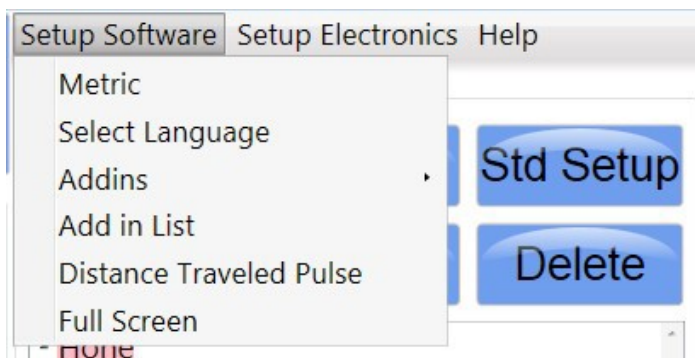 Setup Software Setup Electronics Help
Metric
Select Language
Addins
Std Setup
Add in List
Distance Traveled Pulse
Delete
Full Screen